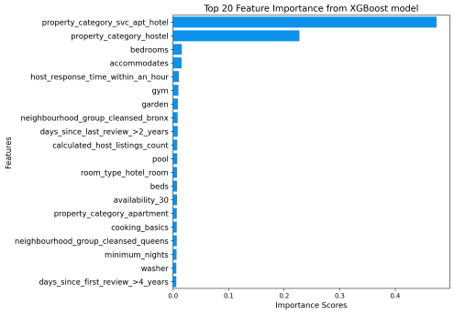 Top 20 Feature Importance from XGBoost model
property_category_svc_apt_hotel
property_category_hostel
bedrooms
accommodates
host_response_time_within_an_hour
gym
garden
neighbourhood_group_cleansed_bronx
days_since_last_review_>2_years
calculated_host_listings_count
pool
room_type_hotel_room
beds
availability_30
property_category_apartment
cooking_basics
neighbourhood_group_cleansed_queens
minimum_nights
washer
days_since_first_review_>4_years
Features
0.0 0.1 0.2 0.3 0.4
Importance Scores